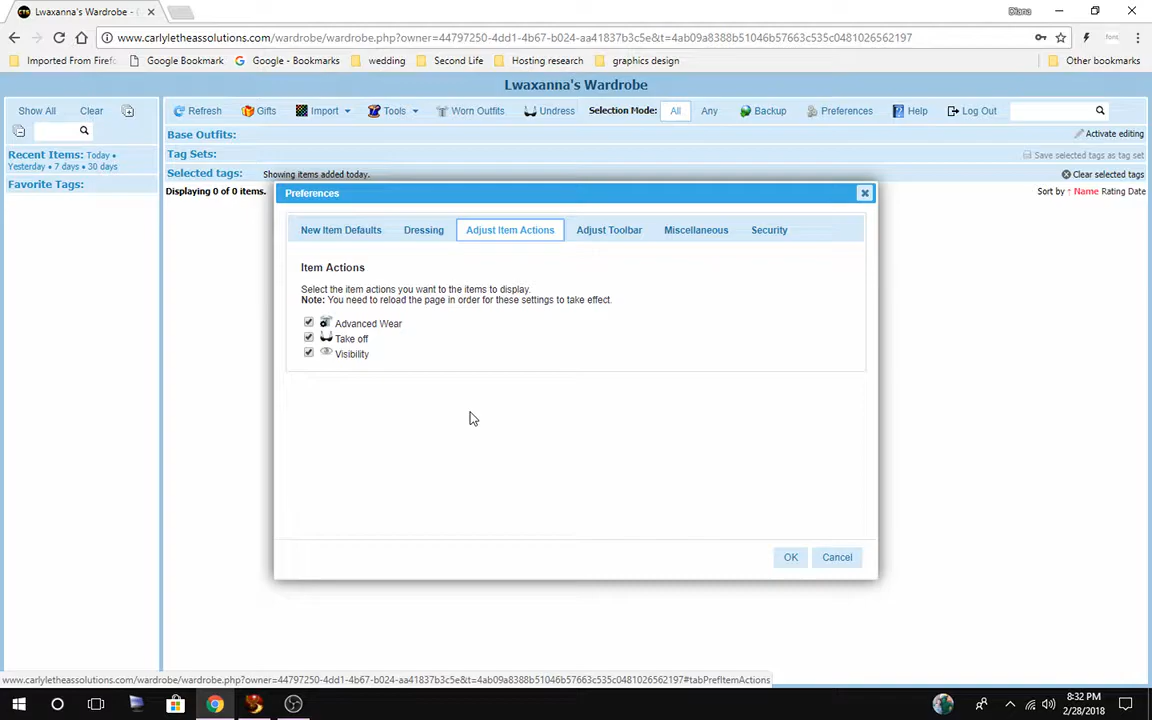 Lwaxanna's Wardrobe - (
Diana
www.carlyletheassolutions.com/wardrobe/wardrobe.php?owner=44797250-4dd1-4b67-b024-aa41837b3c5e&t=4ab09a8388b51046b57663c535c0481026562197
Imported From Firef
Google Bookmark
Google - Bookmarks
wedding
Second Life
Hosting research
graphics design
Other bookmarks
Lwaxanna's Wardrobe
Show All
Clear
Refresh
Gifts
Import
Tools
Worn Outfits
Undress
Selection Mode:
All
Any
Backup
Preferences
Help
Log Out
Base Outfits:
Activate editing
Recent Items: Today •
Yesterday • 7 days • 30 days
Tag Sets:
Save selected tags as tag set
Selected tags:
Showing items added today.
Clear selected tags
Favorite Tags:
Displaying 0 of 0 items.
Sort by ↑ Name Rating Date
Preferences
New Item Defaults
Dressing
Adjust Item Actions
Adjust Toolbar
Miscellaneous
Security
Item Actions
Select the item actions you want to the items to display.
Note: You need to reload the page in order for these settings to take effect.
Advanced Wear
Take off
Visibility
OK
Cancel
www.carlyletheassolutions.com/wardrobe/wardrobe.php?owner=44797250-4dd1-4b67-b024-aa41837b3c5e&t=4ab09a8388b51046b57663c535c0481026562197#tabPrefItemActions
8:32 PM
2/28/2018